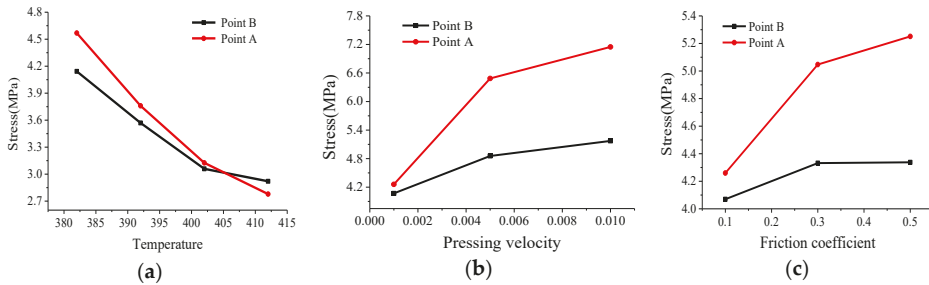 4.8
4.5
4.2
3.9
3.6
3.3
3.0
2.7
Stress(MPa)
Point B
Point A
380 385 390 395 400 405 410 415
Temperature
(a)
7.8
7.2
6.6
6.0
5.4
4.8
4.2
Stress(MPa)
Point B
Point A
0.000 0.002 0.004 0.006 0.008 0.010
Pressing velocity
(b)
5.4
5.2
5.0
4.8
4.6
4.4
4.2
4.0
Stress(MPa)
Point B
Point A
0.1 0.2 0.3 0.4 0.5
Friction coefficient
(c)